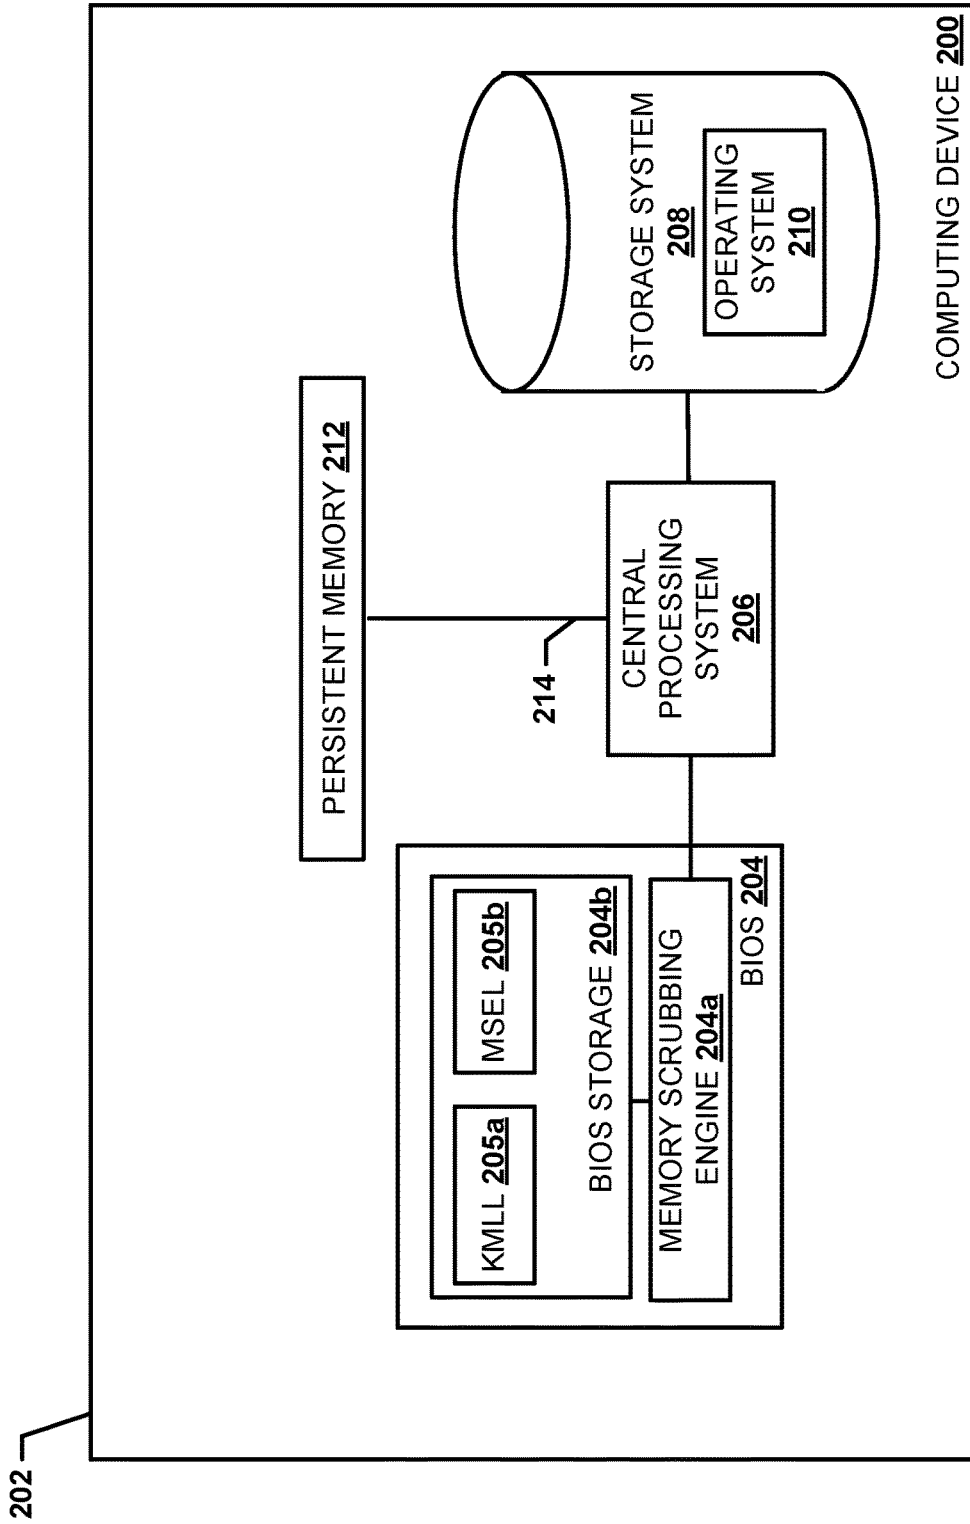 202
PERSISTENT MEMORY 212
214
KMLL 205a
MSEL 205b
BIOS STORAGE 204b
MEMORY SCRUBBING
ENGINE 204a
BIOS 204
CENTRAL
PROCESSING
SYSTEM
206
STORAGE SYSTEM
208
OPERATING
SYSTEM
210
COMPUTING DEVICE 200